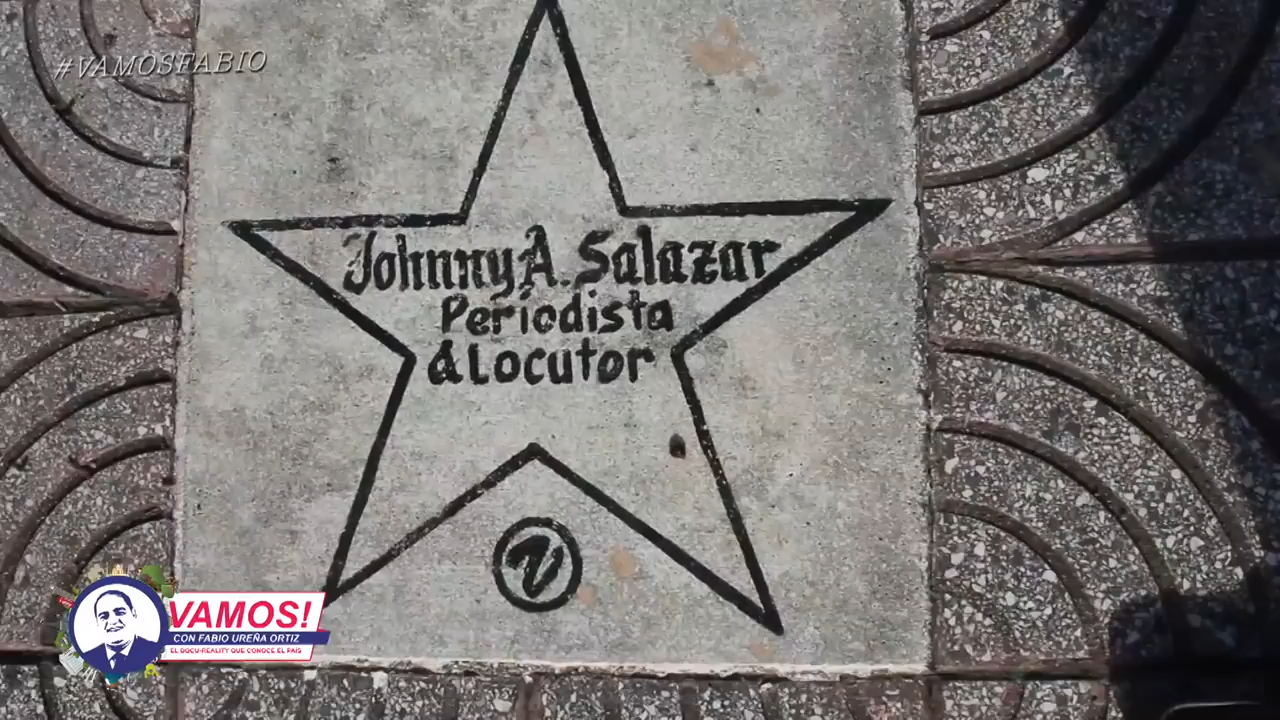 #VAMOSFABIO
Johnny A. Salazar
Periodista
& Locutor
V
VAMOS!
CON FABIO UREÑA ORTIZ
EL DOCU-REALITY QUE CONOCE EL PAÍS